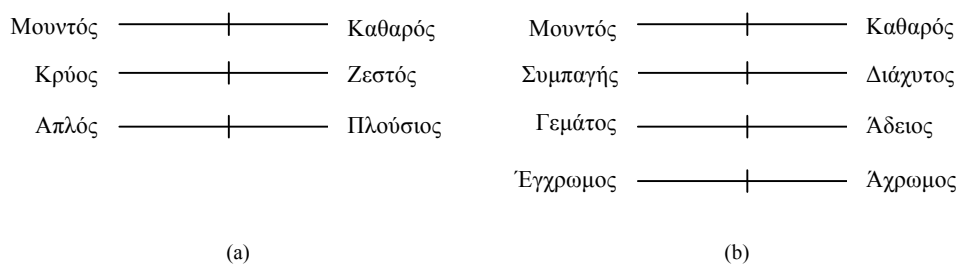 Μουντός Καθαρός
Κρύος Ζεστός
Απλός Πλούσιος
(a)
Μουντός Καθαρός
Συμπαγής Διάχυτος
Γεμάτος Άδειος
Έγχρωμος Άχρωμος
(b)